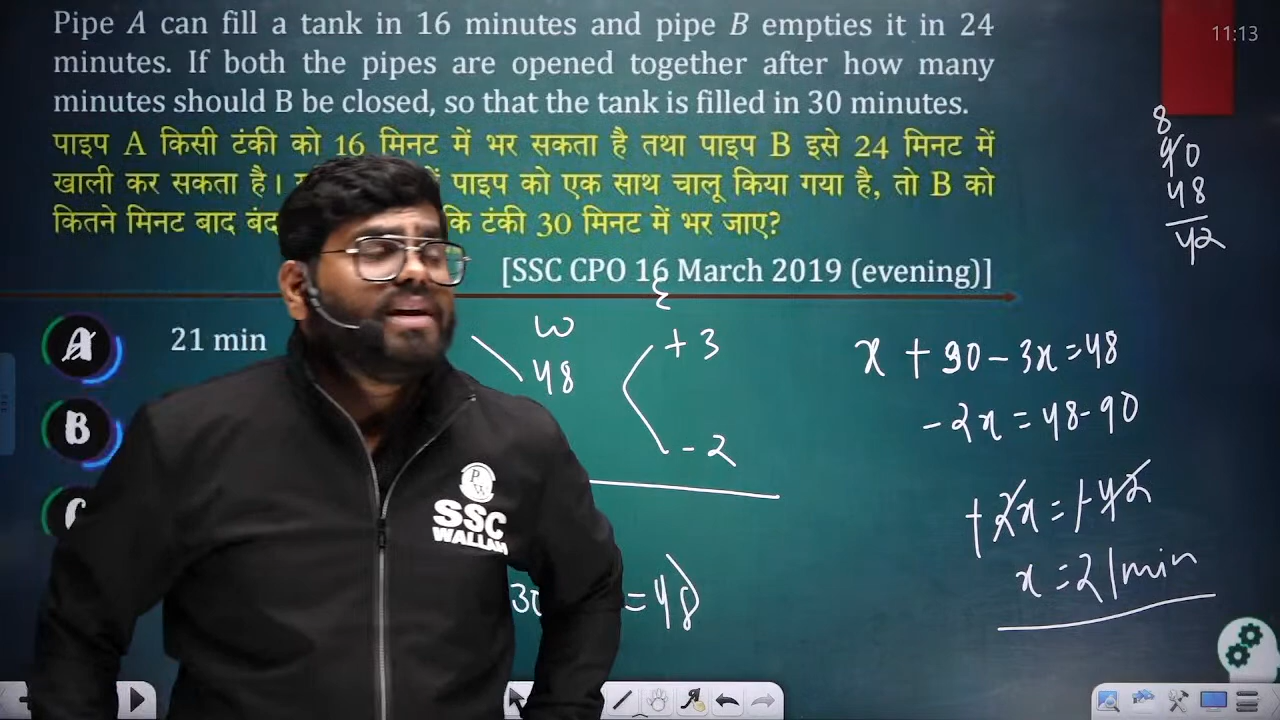 Pipe A can fill a tank in 16 minutes and pipe B empties it in 24
minutes. If both the pipes are opened together after how many
minutes should B be closed, so that the tank is filled in 30 minutes.
पाइप A किसी टंकी को 16 मिनट में भर सकता है तथा पाइप B इसे 24 मिनट में
खाली कर सकता है। पाइप को एक साथ चालू किया गया है, तो B को
कितने मिनट बाद बंद कि टंकी 30 मिनट में भर जाए?
[SSC CPO 16 March 2019 (evening)]
11:13
8
90
48
42
A
21 min
B
W
48
E
+3
-2
30 = 48
x + 90 - 3x = 48
-2x = 48-90
+2x = +42
x = 21 min
PW
SSC
WALLAH